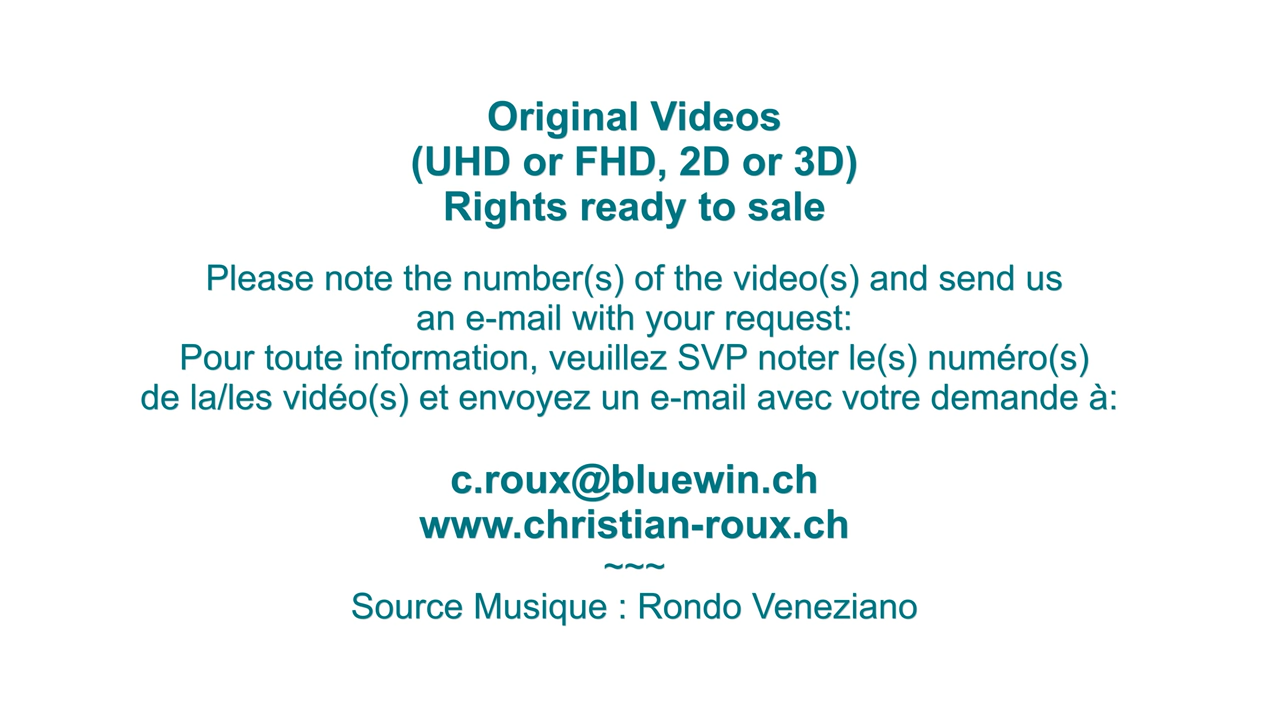 Original Videos
(UHD or FHD, 2D or 3D)
Rights ready to sale
Please note the number(s) of the video(s) and send us
an e-mail with your request:
Pour toute information, veuillez SVP noter le(s) numéro(s)
de la/les vidéo(s) et envoyez un e-mail avec votre demande à:
c.roux@bluewin.ch
www.christian-roux.ch
~~~
Source Musique : Rondo Veneziano